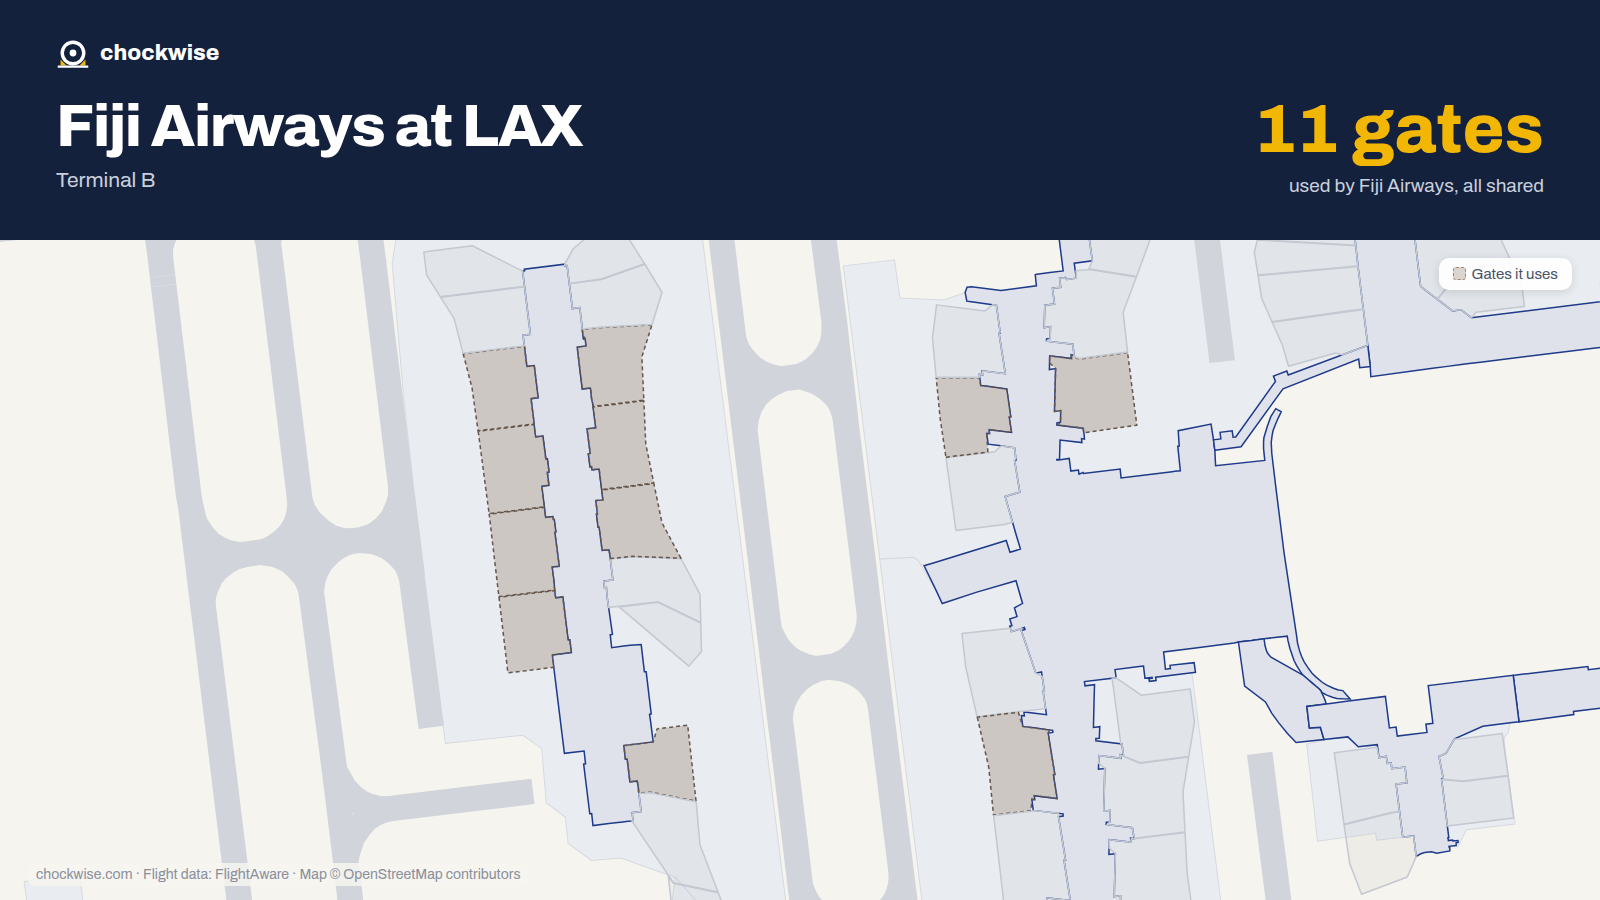 chockwise
Fiji Airways at LAX
Terminal B
11 gates
used by Fiji Airways, all shared
Gates it uses
chockwise.com · Flight data: FlightAware · Map © OpenStreetMap contributors